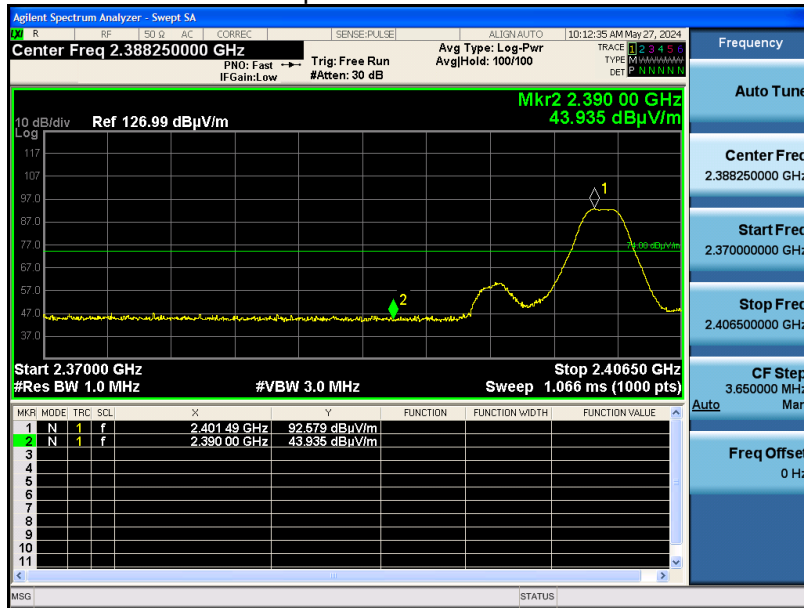 Agilent Spectrum Analyzer - Swept SA
LXI R RF 50 Ω AC CORREC SENSE:PULSE ALIGN AUTO 10:12:35 AM May 27, 2024
Center Freq 2.388250000 GHz
PNO: Fast
IFGain:Low
Trig: Free Run
#Atten: 30 dB
Avg Type: Log-Pwr
Avg|Hold: 100/100
TRACE 1 2 3 4 5 6
TYPE M
DET P N N N N N
Mkr2 2.390 00 GHz
43.935 dBµV/m
10 dB/div Ref 126.99 dBµV/m
Log
117
107
97.0
87.0
77.0
67.0
57.0
47.0
37.0
1
2
74.00 dBµV/m
Start 2.37000 GHz Stop 2.40650 GHz
#Res BW 1.0 MHz #VBW 3.0 MHz Sweep 1.066 ms (1000 pts)
MKR MODE TRC SCL X Y FUNCTION FUNCTION WIDTH FUNCTION VALUE
1 N 1 f 2.401 49 GHz 92.579 dBµV/m
2 N 1 f 2.390 00 GHz 43.935 dBµV/m
3
4
5
6
7
8
9
10
11
MSG STATUS
Frequency
Auto Tune
Center Freq
2.388250000 GHz
Start Freq
2.370000000 GHz
Stop Freq
2.406500000 GHz
CF Step
3.650000 MHz
Auto Man
Freq Offset
0 Hz